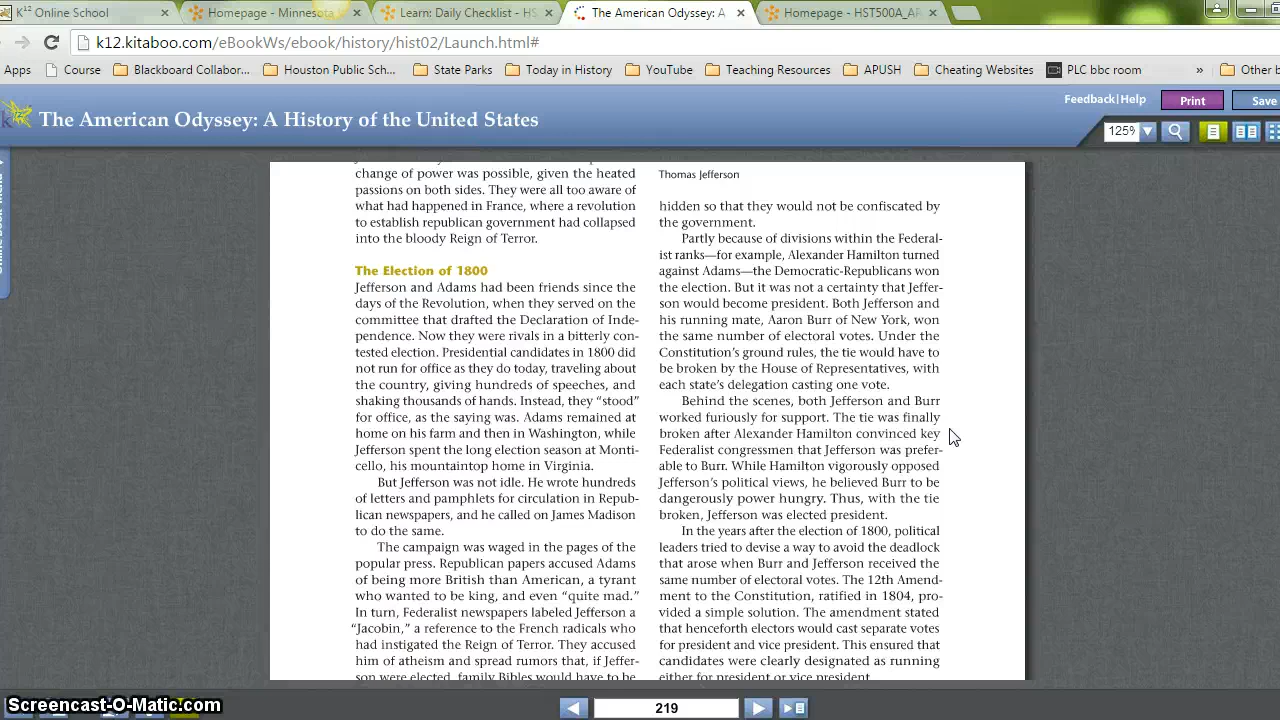 K¹² Online School
Homepage - Minnesota
Learn: Daily Checklist - HS
The American Odyssey: A
Homepage - HST500A_AR
k12.kitaboo.com/eBookWs/ebook/history/hist02/Launch.html#
Apps
Course
Blackboard Collabor...
Houston Public Sch...
State Parks
Today in History
YouTube
Teaching Resources
APUSH
Cheating Websites
PLC bbc room
»
Other b
Feedback|Help
Print
Save
The American Odyssey: A History of the United States
125%
change of power was possible, given the heated
passions on both sides. They were all too aware of
what had happened in France, where a revolution
to establish republican government had collapsed
into the bloody Reign of Terror.
The Election of 1800
Jefferson and Adams had been friends since the
days of the Revolution, when they served on the
committee that drafted the Declaration of Inde-
pendence. Now they were rivals in a bitterly con-
tested election. Presidential candidates in 1800 did
not run for office as they do today, traveling about
the country, giving hundreds of speeches, and
shaking thousands of hands. Instead, they “stood”
for office, as the saying was. Adams remained at
home on his farm and then in Washington, while
Jefferson spent the long election season at Monti-
cello, his mountaintop home in Virginia.
But Jefferson was not idle. He wrote hundreds
of letters and pamphlets for circulation in Repub-
lican newspapers, and he called on James Madison
to do the same.
The campaign was waged in the pages of the
popular press. Republican papers accused Adams
of being more British than American, a tyrant
who wanted to be king, and even “quite mad.”
In turn, Federalist newspapers labeled Jefferson a
“Jacobin,” a reference to the French radicals who
had instigated the Reign of Terror. They accused
him of atheism and spread rumors that, if Jeffer-
son were elected, family Bibles would have to be
Thomas Jefferson
hidden so that they would not be confiscated by
the government.
Partly because of divisions within the Federal-
ist ranks—for example, Alexander Hamilton turned
against Adams—the Democratic-Republicans won
the election. But it was not a certainty that Jeffer-
son would become president. Both Jefferson and
his running mate, Aaron Burr of New York, won
the same number of electoral votes. Under the
Constitution’s ground rules, the tie would have to
be broken by the House of Representatives, with
each state’s delegation casting one vote.
Behind the scenes, both Jefferson and Burr
worked furiously for support. The tie was finally
broken after Alexander Hamilton convinced key
Federalist congressmen that Jefferson was prefer-
able to Burr. While Hamilton vigorously opposed
Jefferson’s political views, he believed Burr to be
dangerously power hungry. Thus, with the tie
broken, Jefferson was elected president.
In the years after the election of 1800, political
leaders tried to devise a way to avoid the deadlock
that arose when Burr and Jefferson received the
same number of electoral votes. The 12th Amend-
ment to the Constitution, ratified in 1804, pro-
vided a simple solution. The amendment stated
that henceforth electors would cast separate votes
for president and vice president. This ensured that
candidates were clearly designated as running
either for president or vice president.
Screencast-O-Matic.com
219